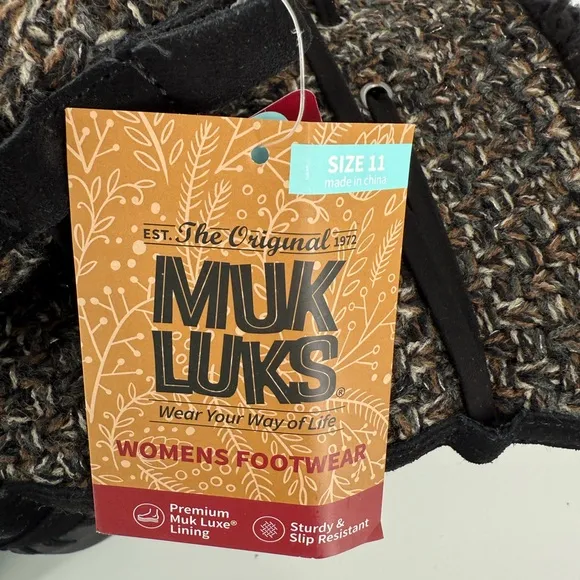 SIZE 11
made in china
EST. The Original 1972
MUK
LUKS®
Wear Your Way of Life
WOMENS FOOTWEAR
Premium
Muk Luxe®
Lining
Sturdy &
Slip Resistant